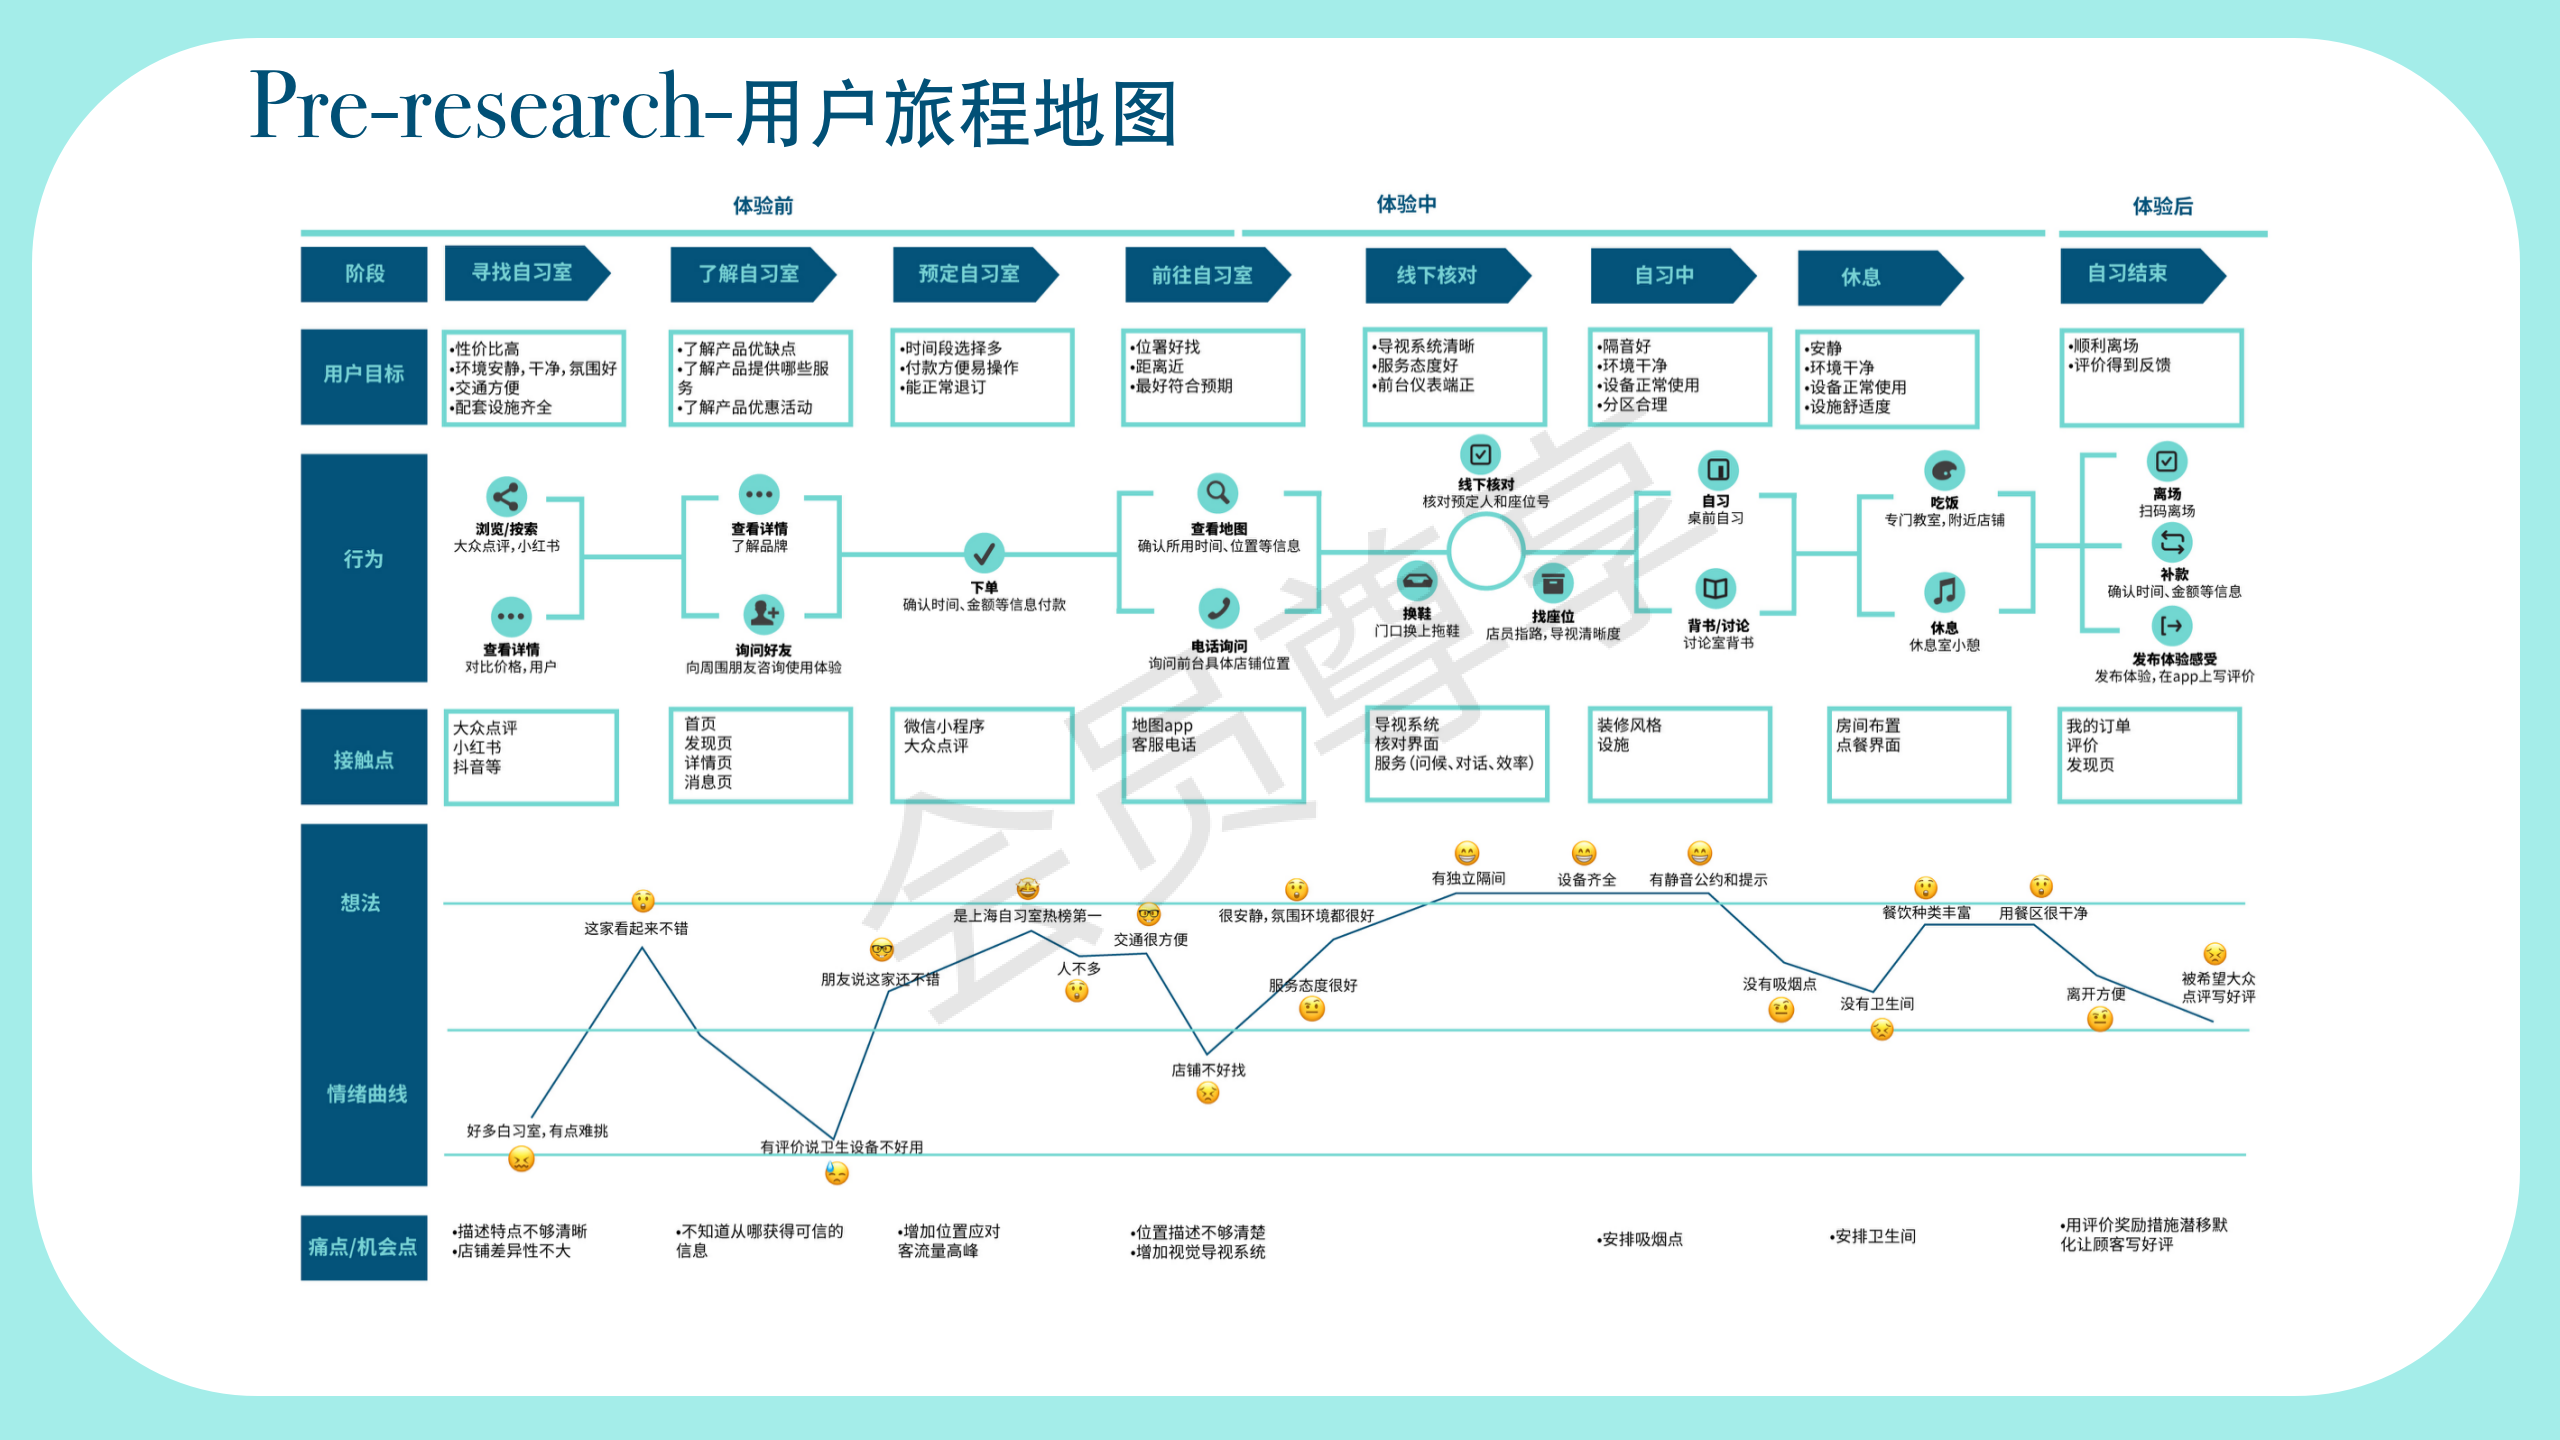 Pre-research-用户旅程地图
体验前
体验中
体验后
阶段
寻找自习室
了解自习室
预定自习室
前往自习室
线下核对
自习中
休息
自习结束
用户目标
•性价比高
•环境安静,干净,氛围好
•交通方便
•配套设施齐全
•了解产品优缺点
•了解产品提供哪些服
务
•了解产品优惠活动
•时间段选择多
•付款方便易操作
•能正常退订
•位署好找
•距离近
•最好符合预期
•导视系统清晰
•服务态度好
•前台仪表端正
•隔音好
•环境干净
•设备正常使用
•分区合理
•安静
•环境干净
•设备正常使用
•设施舒适度
•顺利离场
•评价得到反馈
行为
浏览/按索
大众点评,小红书
查看详情
对比价格,用户
查看详情
了解品牌
询问好友
向周围朋友咨询使用体验
下单
确认时间、金额等信息付款
查看地图
确认所用时间、位置等信息
电话询问
询问前台具体店铺位置
线下核对
核对预定人和座位号
换鞋
门口换上拖鞋
找座位
店员指路,导视清晰度
自习
桌前自习
背书/讨论
讨论室背书
吃饭
专门教室,附近店铺
休息
休息室小憩
离场
扫码离场
补款
确认时间、金额等信息
发布体验感受
发布体验,在app上写评价
接触点
大众点评
小红书
抖音等
首页
发现页
详情页
消息页
微信小程序
大众点评
地图app
客服电话
导视系统
核对界面
服务(问候、对话、效率)
装修风格
设施
房间布置
点餐界面
我的订单
评价
发现页
想法
情绪曲线
好多白习室,有点难挑
这家看起来不错
有评价说卫生设备不好用
朋友说这家还不错
是上海自习室热榜第一
人不多
交通很方便
店铺不好找
很安静,氛围环境都很好
服务态度很好
有独立隔间
设备齐全
有静音公约和提示
没有吸烟点
没有卫生间
餐饮种类丰富
用餐区很干净
离开方便
被希望大众
点评写好评
痛点/机会点
•描述特点不够清晰
•店铺差异性不大
•不知道从哪获得可信的
信息
•增加位置应对
客流量高峰
•位置描述不够清楚
•增加视觉导视系统
•安排吸烟点
•安排卫生间
•用评价奖励措施潜移默
化让顾客写好评
会员尊享